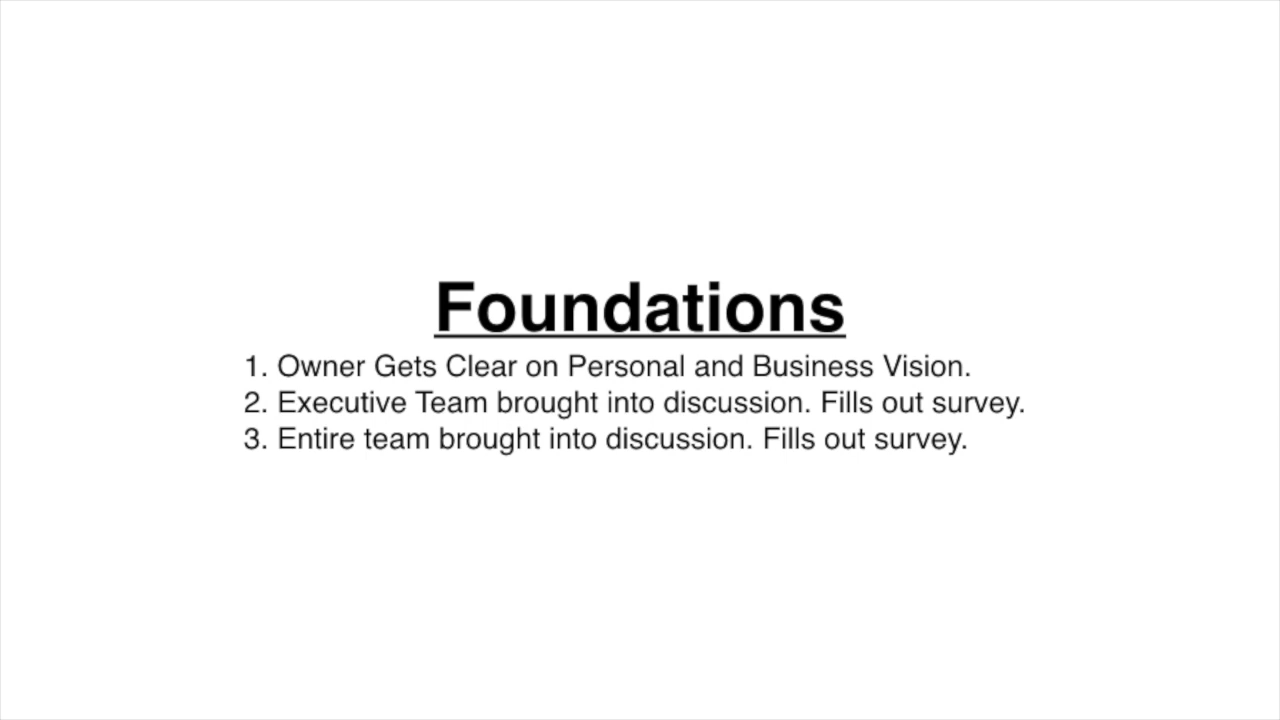 Foundations
1. Owner Gets Clear on Personal and Business Vision.
2. Executive Team brought into discussion. Fills out survey.
3. Entire team brought into discussion. Fills out survey.